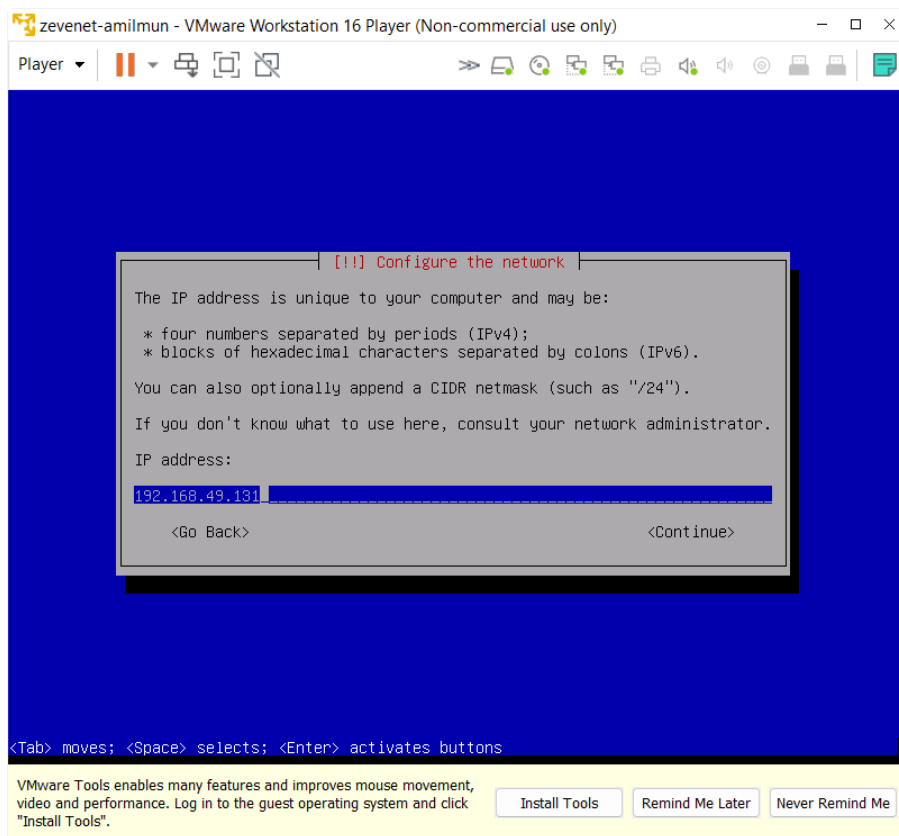 zevenet-amilmun - VMware Workstation 16 Player (Non-commercial use only)
Player
[!!] Configure the network
The IP address is unique to your computer and may be:
* four numbers separated by periods (IPv4);
* blocks of hexadecimal characters separated by colons (IPv6).
You can also optionally append a CIDR netmask (such as "/24").
If you don't know what to use here, consult your network administrator.
IP address:
192.168.49.131
<Go Back> <Continue>
<Tab> moves; <Space> selects; <Enter> activates buttons
VMware Tools enables many features and improves mouse movement,
video and performance. Log in to the guest operating system and click
"Install Tools".
Install Tools Remind Me Later Never Remind Me